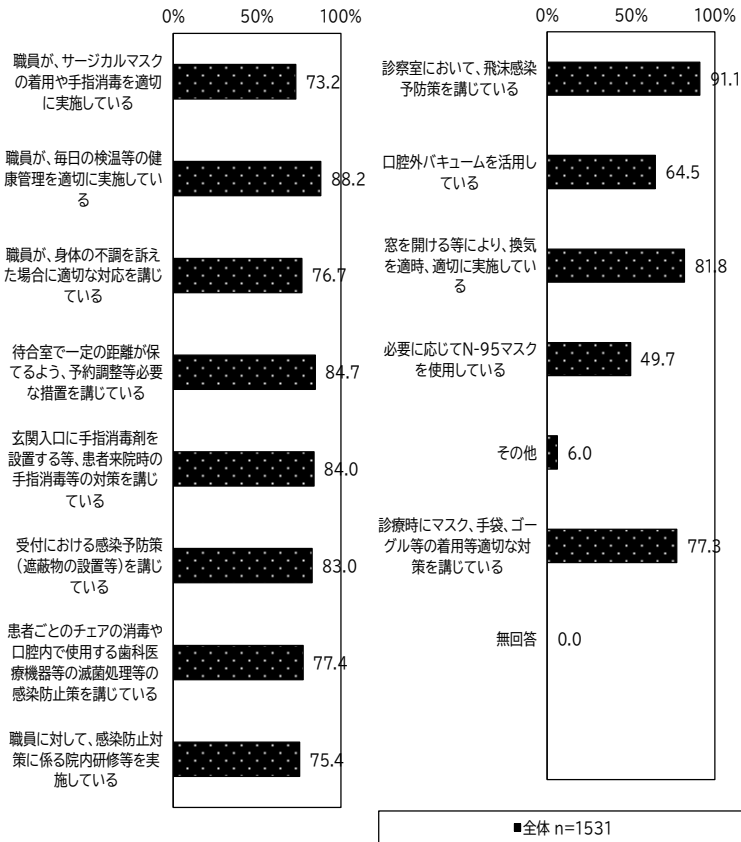 0% 50% 100%
職員が、サージカルマスク
の着用や手指消毒を適切
に実施している
73.2
職員が、毎日の検温等の健
康管理を適切に実施してい
る
88.2
職員が、身体の不調を訴え
た場合に適切な対応を講じ
ている
76.7
待合室で一定の距離が保
てるよう、予約調整等必要
な措置を講じている
84.7
玄関入口に手指消毒剤を
設置する等、患者来院時の
手指消毒等の対策を講じ
ている
84.0
受付における感染予防策
（遮蔽物の設置等）を講じ
ている
83.0
患者ごとのチェアの消毒や
口腔内で使用する歯科医
療機器等の滅菌処理等の
感染防止策を講じている
77.4
職員に対して、感染防止対
策に係る院内研修等を実
施している
75.4
0% 50% 100%
診察室において、飛沫感染
予防策を講じている
91.1
口腔外バキュームを活用し
ている
64.5
窓を開ける等により、換気
を適時、適切に実施してい
る
81.8
必要に応じてN-95マスク
を使用している
49.7
その他
6.0
診療時にマスク、手袋、ゴー
グル等の着用等適切な対
策を講じている
77.3
無回答
0.0
■全体 n=1531